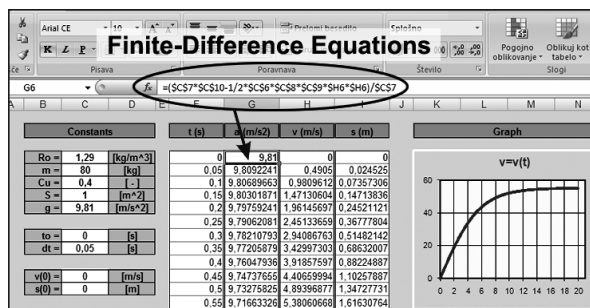 Arial CE 10
Prelomi besedilo
Splošno
Finite-Difference Equations
Pogojno oblikovanje
Oblikuj kot tabelo
K L P
Pisava
Poravnava
Število
Slogi
G6 fx =($C$7*$C$10-1/2*$C$6*$C$8*$C$9*$H6*$H6)/$C$7
A B C D E F G H I J K L M N
Constants t (s) a (m/s2) v (m/s) s (m) Graph
0 9,81 0 0
Ro = 1,29 [kg/m^3] 0,05 9,8092241 0,4905 0,024525
m = 80 [kg] 0,1 9,80689663 0,9809612 0,07357306
Cu = 0,4 [ - ] 0,15 9,80301871 1,47130604 0,14713836
S = 1 [m^2] 0,2 9,79759241 1,96145697 0,24521121
g = 9,81 [m/s^2] 0,25 9,79062081 2,45133659 0,36777804
to = 0 [s] 0,3 9,78210793 2,94086763 0,51482142
dt = 0,05 [s] 0,35 9,77205879 3,42997303 0,68632007
0,4 9,76047936 3,91857597 0,88224887
v(0) = 0 [m/s] 0,45 9,74737655 4,40659994 1,10257887
s(0) = 0 [m] 0,5 9,73275825 4,89396877 1,34727731
0,55 9,71663326 5,38060668 1,61630764
v=v(t)
60
40
20
0
0 2 4 6 8 10 12 14 16 18 20